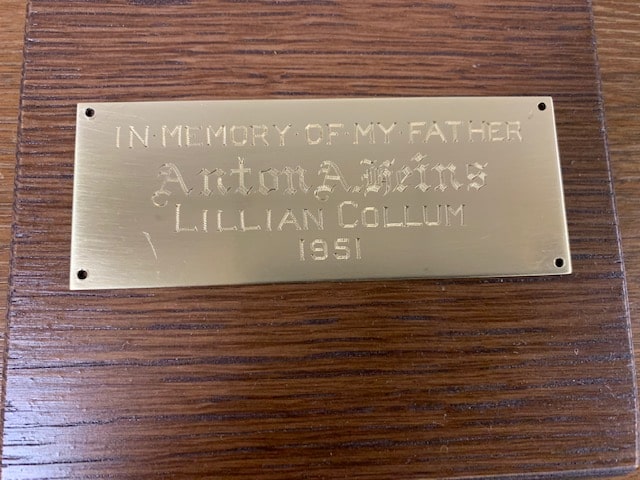 IN·MEMORY·OF·MY·FATHER
Anton A. Heins
LILLIAN COLLUM
1951